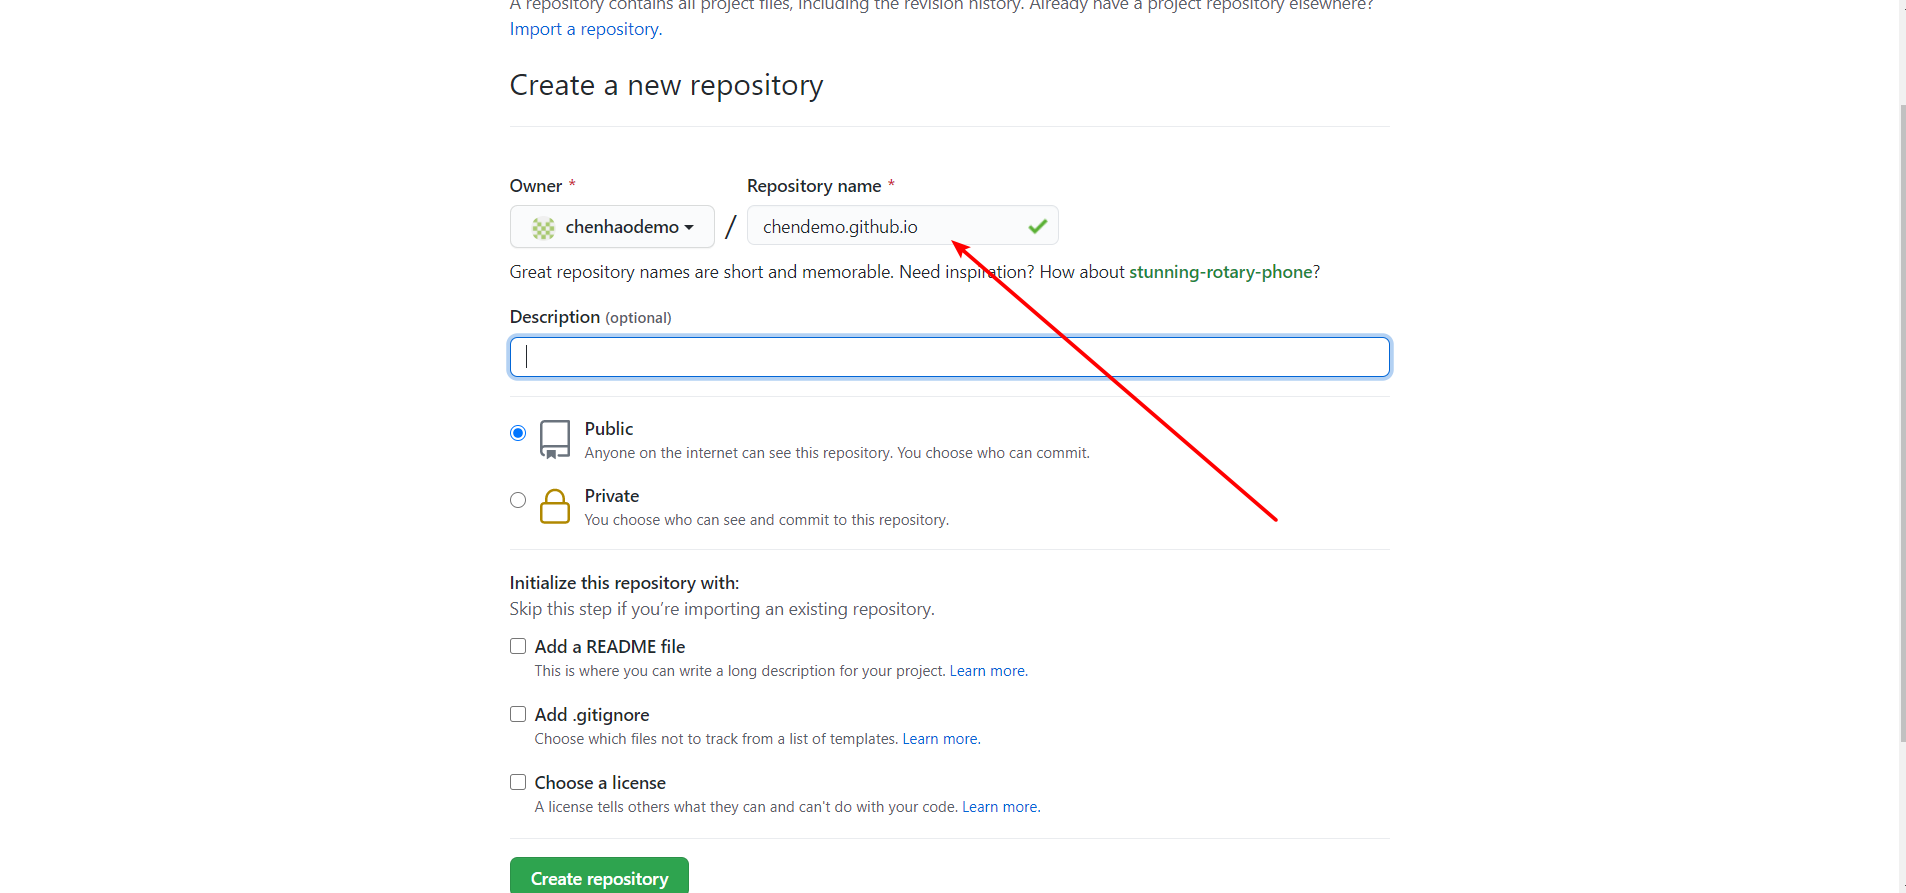 A repository contains all project files, including the revision history. Already have a project repository elsewhere?
Import a repository.
Create a new repository
Owner * Repository name *
chenhaodemo / chendemo.github.io
Great repository names are short and memorable. Need inspiration? How about stunning-rotary-phone?
Description (optional)
Public
Anyone on the internet can see this repository. You choose who can commit.
Private
You choose who can see and commit to this repository.
Initialize this repository with:
Skip this step if you’re importing an existing repository.
Add a README file
This is where you can write a long description for your project. Learn more.
Add .gitignore
Choose which files not to track from a list of templates. Learn more.
Choose a license
A license tells others what they can and can't do with your code. Learn more.
Create repository